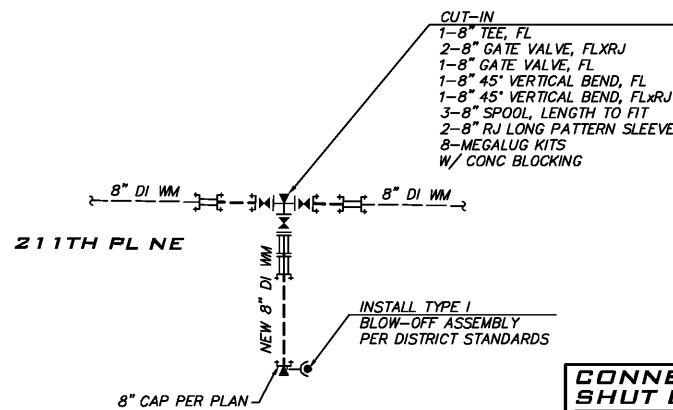 CUT-IN
1-8" TEE, FL
2-8" GATE VALVE, FLXRJ
1-8" GATE VALVE, FL
1-8" 45° VERTICAL BEND, FL
1-8" 45° VERTICAL BEND, FLxRJ
3-8" SPOOL, LENGTH TO FIT
2-8" RJ LONG PATTERN SLEEVE
8-MEGALUG KITS
W/ CONC BLOCKING
8" DI WM
8" DI WM
211TH PL NE
NEW 8" DI WM
INSTALL TYPE I
BLOW-OFF ASSEMBLY
PER DISTRICT STANDARDS
8" CAP PER PLAN